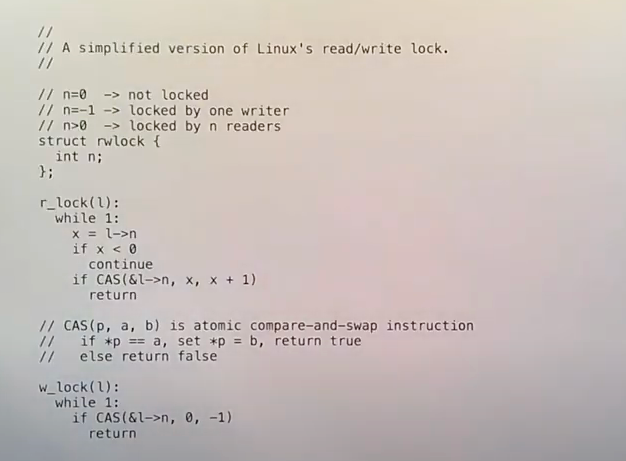 //
// A simplified version of Linux's read/write lock.
//

// n=0  -> not locked
// n=-1 -> locked by one writer
// n>0  -> locked by n readers
struct rwlock {
  int n;
};

r_lock(l):
  while 1:
    x = l->n
    if x < 0
      continue
    if CAS(&l->n, x, x + 1)
      return

// CAS(p, a, b) is atomic compare-and-swap instruction
//   if *p == a, set *p = b, return true
//   else return false

w_lock(l):
  while 1:
    if CAS(&l->n, 0, -1)
      return